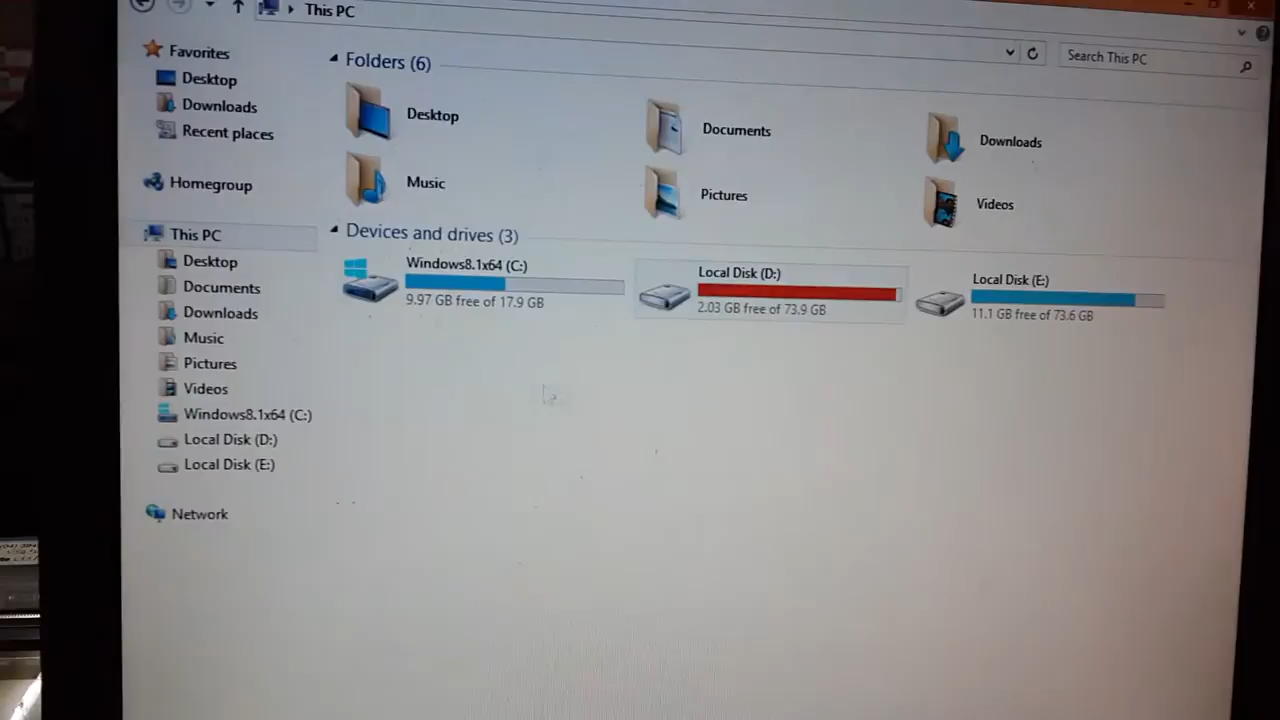 This PC
Search This PC
Favorites
Desktop
Downloads
Recent places
Homegroup
This PC
Desktop
Documents
Downloads
Music
Pictures
Videos
Windows8.1x64 (C:)
Local Disk (D:)
Local Disk (E:)
Network
Folders (6)
Desktop
Documents
Downloads
Music
Pictures
Videos
Devices and drives (3)
Windows8.1x64 (C:)
9.97 GB free of 17.9 GB
Local Disk (D:)
2.03 GB free of 73.9 GB
Local Disk (E:)
11.1 GB free of 73.6 GB